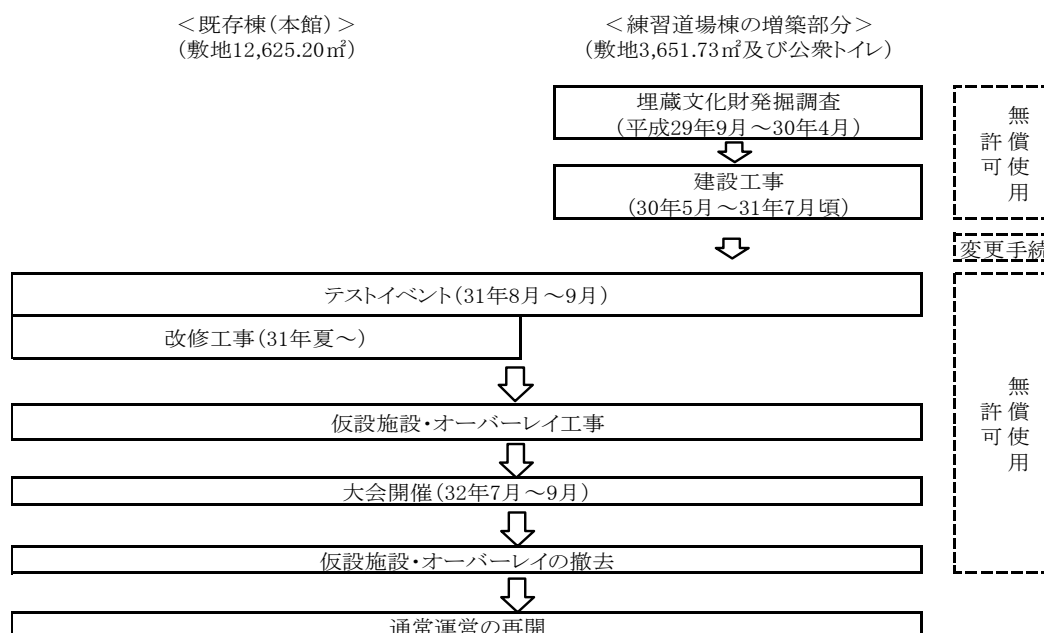 ＜既存棟(本館)＞
(敷地12,625.20㎡)
＜練習道場棟の増築部分＞
(敷地3,651.73㎡及び公衆トイレ)
埋蔵文化財発掘調査
(平成29年9月～30年4月)
建設工事
(30年5月～31年7月頃)
無償使用
許可
変更手続
テストイベント(31年8月～9月)
改修工事(31年夏～)
仮設施設・オーバーレイ工事
大会開催(32年7月～9月)
仮設施設・オーバーレイの撤去
無償使用
許可
通常運営の再開